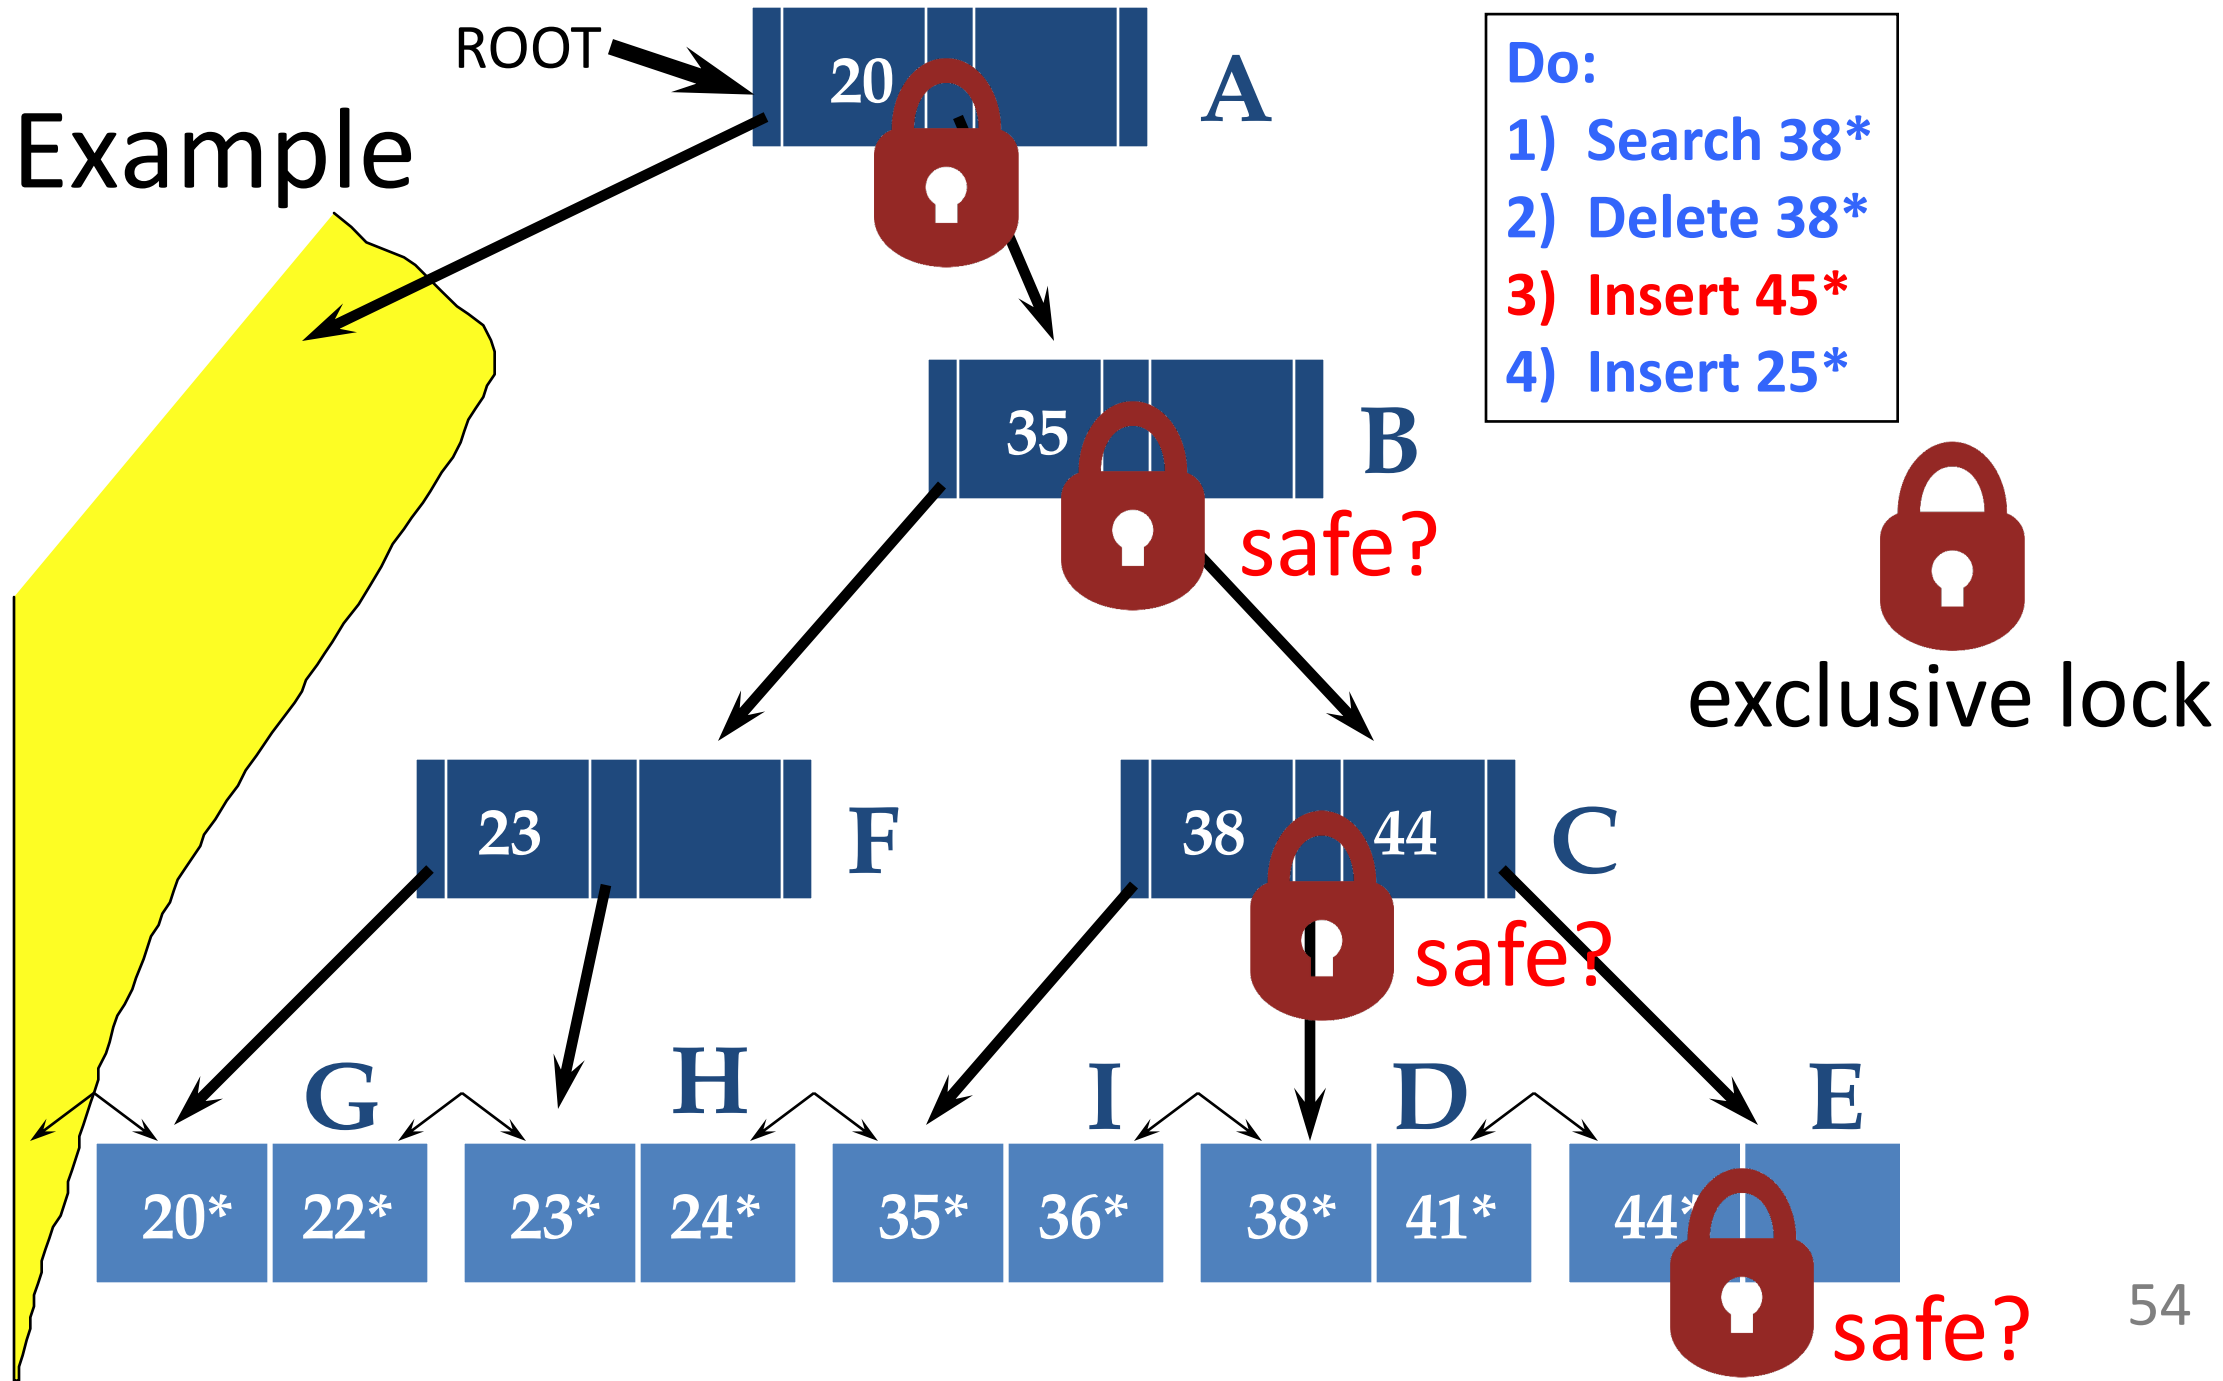 ROOT
20
A
Example
Do:
1) Search 38*
2) Delete 38*
3) Insert 45*
4) Insert 25*
35
B
safe?
exclusive lock
23
F
38
44
C
safe?
G
H
I
D
E
20*
22*
23*
24*
35*
36*
38*
41*
44*
safe?
54